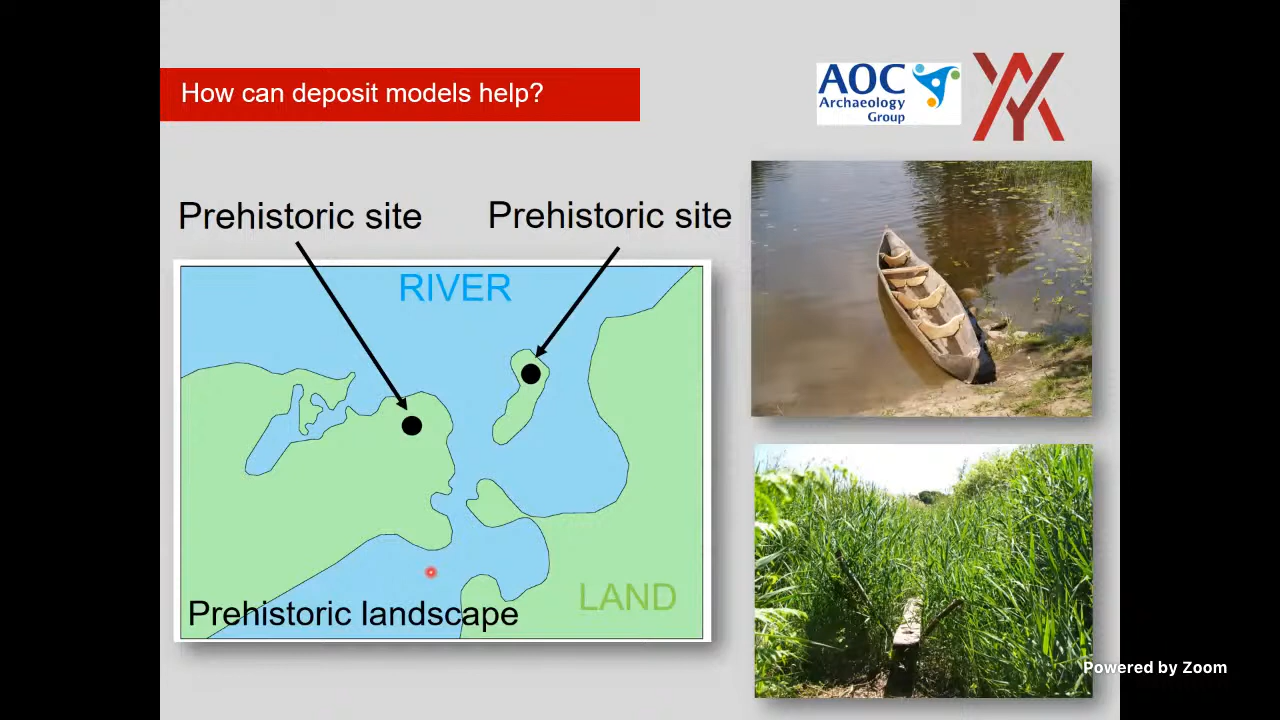 How can deposit models help?
AOC
Archaeology
Group
Prehistoric site
Prehistoric site
RIVER
LAND
Prehistoric landscape
Powered by Zoom